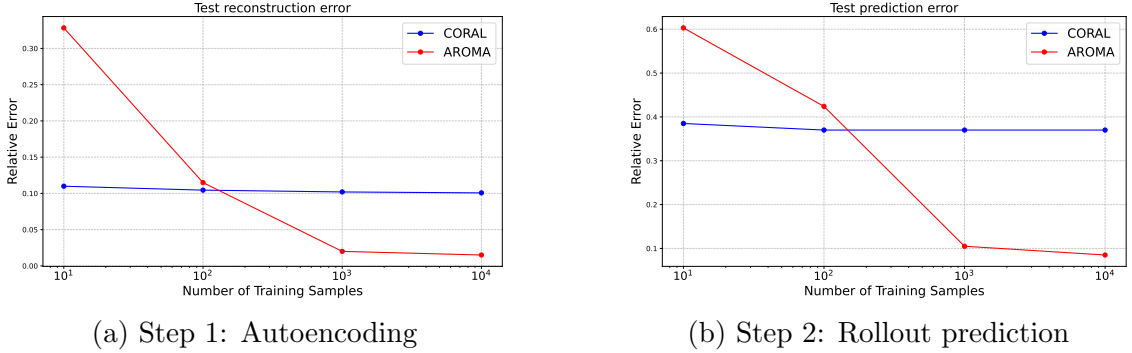 Test reconstruction error
CORAL
AROMA
Relative Error
0.30
0.25
0.20
0.15
0.10
0.05
0.00
10^1 10^2 10^3 10^4
Number of Training Samples
(a) Step 1: Autoencoding
Test prediction error
CORAL
AROMA
Relative Error
0.6
0.5
0.4
0.3
0.2
0.1
10^1 10^2 10^3 10^4
Number of Training Samples
(b) Step 2: Rollout prediction